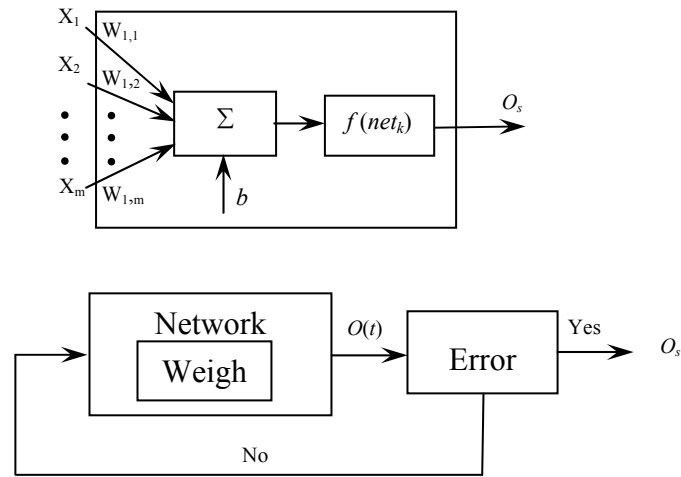 X1
W1,1
X2
W1,2
Σ
f(netk)
Os
Xm
W1,m
b
Network
Weigh
O(t)
Error
Yes
Os
No